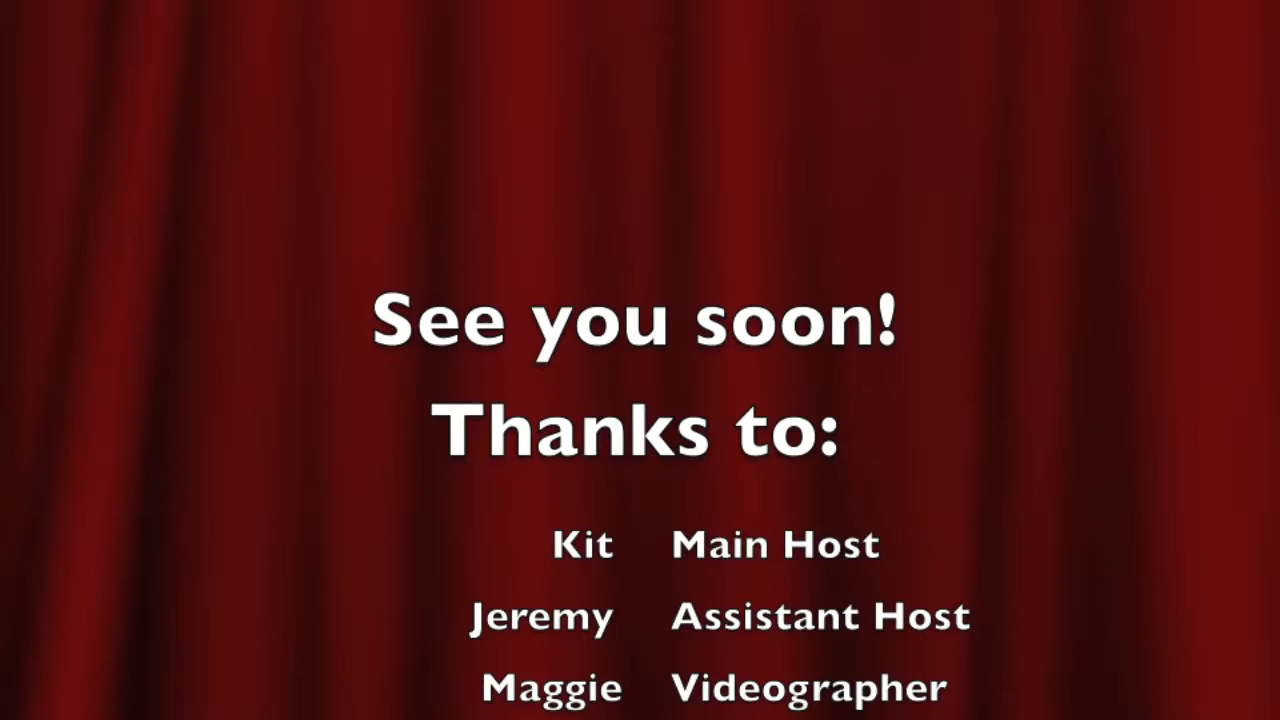 See you soon!
Thanks to:
Kit Main Host
Jeremy Assistant Host
Maggie Videographer